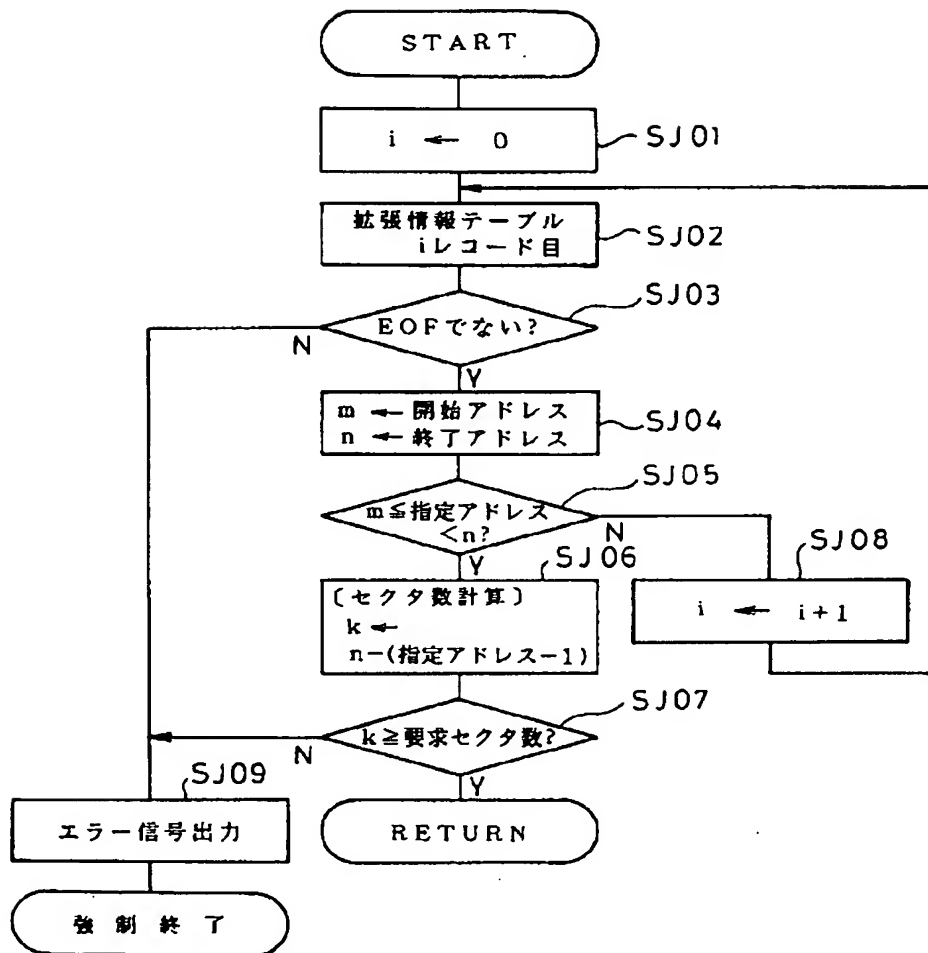 START
i ← 0
SJ01
拡張情報テーブル
iレコード目
SJ02
EOFでない?
SJ03
N
Y
m ← 開始アドレス
n ← 終了アドレス
SJ04
m≦指定アドレス
<n?
SJ05
N
Y
SJ06
〔セクタ数計算〕
k ←
n-(指定アドレス-1)
SJ08
i ← i+1
k≧要求セクタ数?
SJ07
N
Y
SJ09
エラー信号出力
RETURN
強制終了